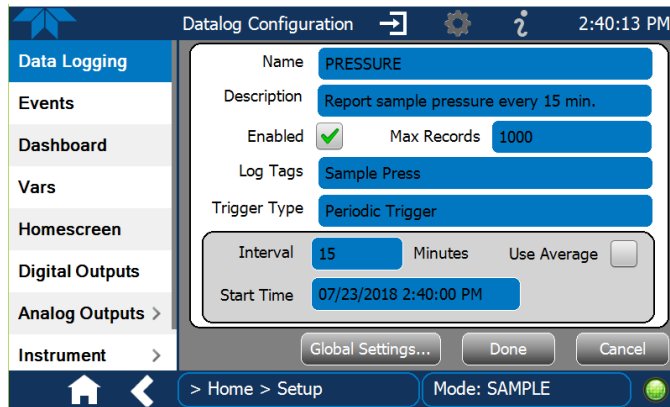 Datalog Configuration 2:40:13 PM
Data Logging
Events
Dashboard
Vars
Homescreen
Digital Outputs
Analog Outputs >
Instrument >
Name PRESSURE
Description Report sample pressure every 15 min.
Enabled Max Records 1000
Log Tags Sample Press
Trigger Type Periodic Trigger
Interval 15 Minutes Use Average
Start Time 07/23/2018 2:40:00 PM
Global Settings... Done Cancel
> Home > Setup Mode: SAMPLE